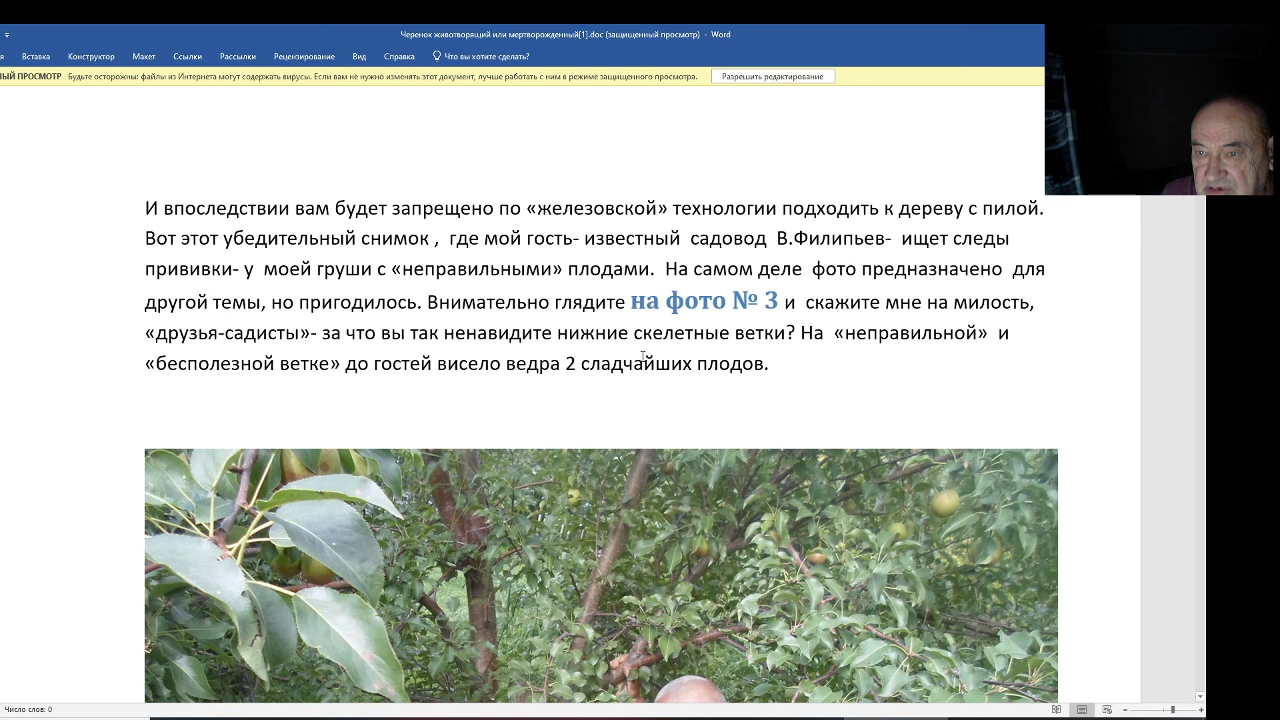 Черенок животворящий или мертворожденный[1].doc (защищенный просмотр) - Word
Вставка Конструктор Макет Ссылки Рассылки Рецензирование Вид Справка Что вы хотите сделать?
ЫЙ ПРОСМОТР Будьте осторожны: файлы из Интернета могут содержать вирусы. Если вам не нужно изменять этот документ, лучше работать с ним в режиме защищенного просмотра. Разрешить редактирование
И впоследствии вам будет запрещено по «железовской» технологии подходить к дереву с пилой.
Вот этот убедительный снимок , где мой гость- известный садовод В.Филипьев- ищет следы
прививки- у моей груши с «неправильными» плодами. На самом деле фото предназначено для
другой темы, но пригодилось. Внимательно глядите на фото № 3 и скажите мне на милость,
«друзья-садисты»- за что вы так ненавидите нижние скелетные ветки? На «неправильной» и
«бесполезной ветке» до гостей висело ведра 2 сладчайших плодов.
Число слов: 0